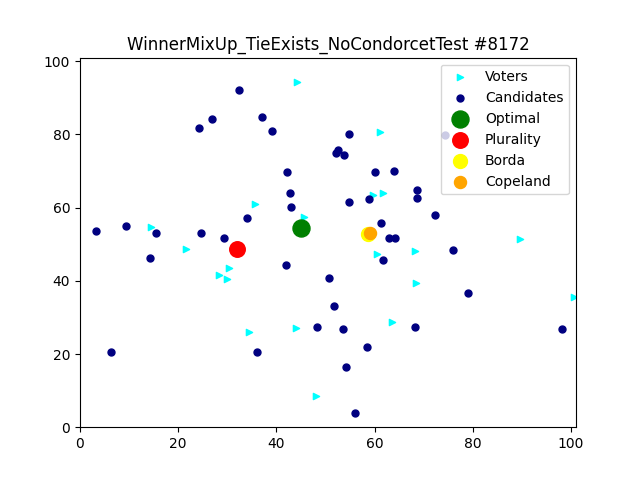 WinnerMixUp_TieExists_NoCondorcetTest #8172
100
80
60
40
20
0
0
20
40
60
80
100
Voters
Candidates
Optimal
Plurality
Borda
Copeland